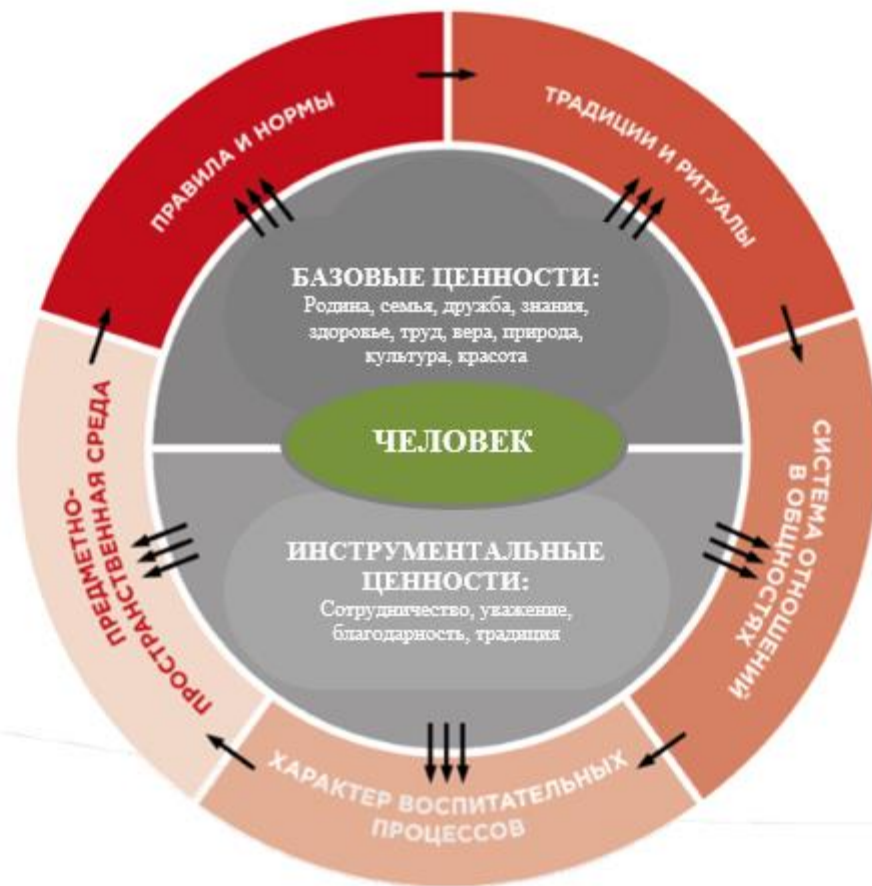 ПРАВИЛА И НОРМЫ
ТРАДИЦИИ И РИТУАЛЫ
БАЗОВЫЕ ЦЕННОСТИ:
Родина, семья, дружба, знания,
здоровье, труд, вера, природа,
культура, красота
ЧЕЛОВЕК
ИНСТРУМЕНТАЛЬНЫЕ
ЦЕННОСТИ:
Сотрудничество, уважение,
благодарность, традиция
СИСТЕМА ОТНОШЕНИЙ
В ОБЩНОСТЯХ
ХАРАКТЕР ВОСПИТАТЕЛЬНЫХ
ПРОЦЕССОВ
ПРЕДМЕТНО-
ПРОСТРАНСТВЕННАЯ СРЕДА